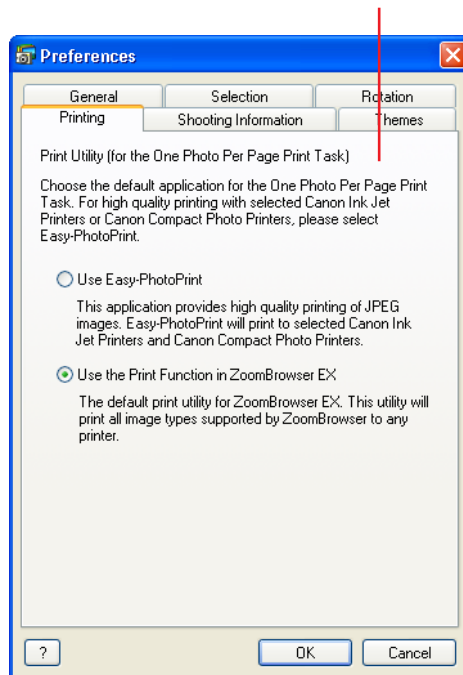 Preferences
General Selection Rotation
Printing Shooting Information Themes
Print Utility (for the One Photo Per Page Print Task)
Choose the default application for the One Photo Per Page Print
Task. For high quality printing with selected Canon Ink Jet
Printers or Canon Compact Photo Printers, please select
Easy-PhotoPrint.
Use Easy-PhotoPrint
This application provides high quality printing of JPEG
images. Easy-PhotoPrint will print to selected Canon Ink
Jet Printers and Canon Compact Photo Printers.
Use the Print Function in ZoomBrowser EX
The default print utility for ZoomBrowser EX. This utility will
print all image types supported by ZoomBrowser to any
printer.
? OK Cancel